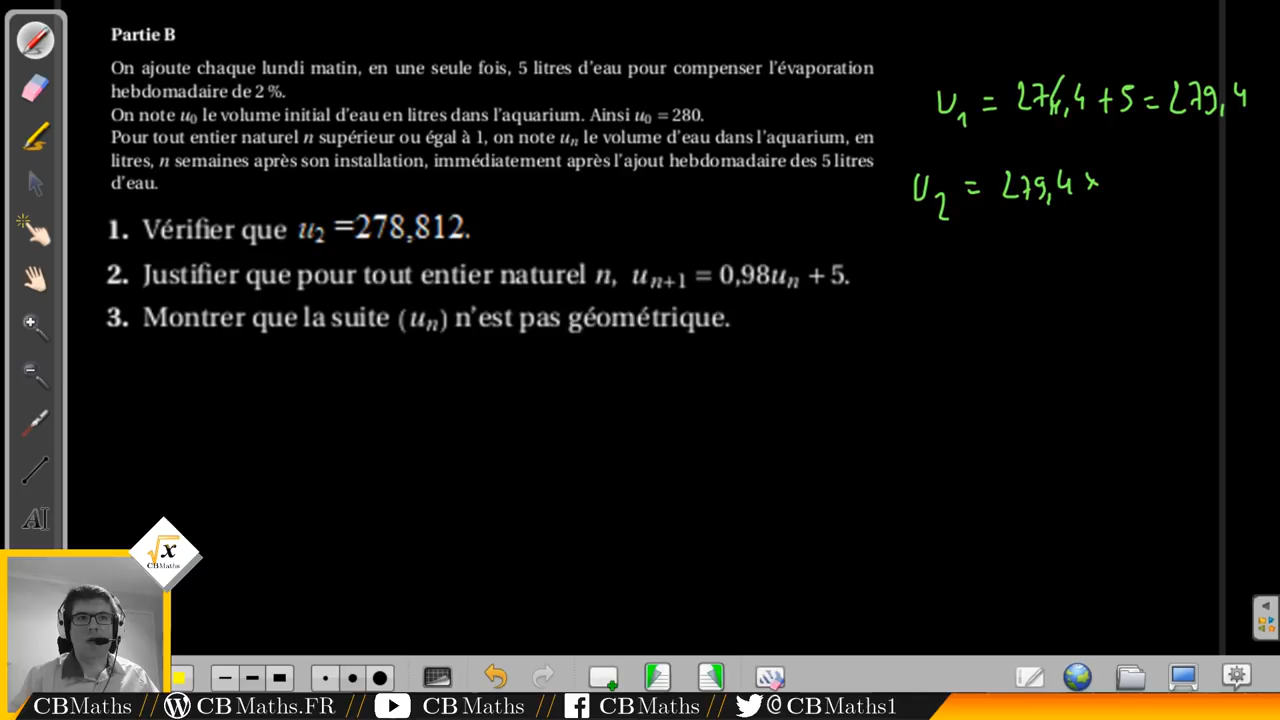 Partie B
On ajoute chaque lundi matin, en une seule fois, 5 litres d'eau pour compenser l'évaporation
hebdomadaire de 2 %.
On note u₀ le volume initial d'eau en litres dans l'aquarium. Ainsi u₀ = 280.
Pour tout entier naturel n supérieur ou égal à 1, on note uₙ le volume d'eau dans l'aquarium, en
litres, n semaines après son installation, immédiatement après l'ajout hebdomadaire des 5 litres
d'eau.
1. Vérifier que u₂ =278,812.
2. Justifier que pour tout entier naturel n, uₙ₊₁ = 0,98uₙ + 5.
3. Montrer que la suite (uₙ) n'est pas géométrique.
U₁ = 274,4 + 5 = 279,4
U₂ = 279,4 ×
AI
√x
CBMaths
CBMaths
CBMaths.FR
CBMaths
CBMaths
@CBMaths1